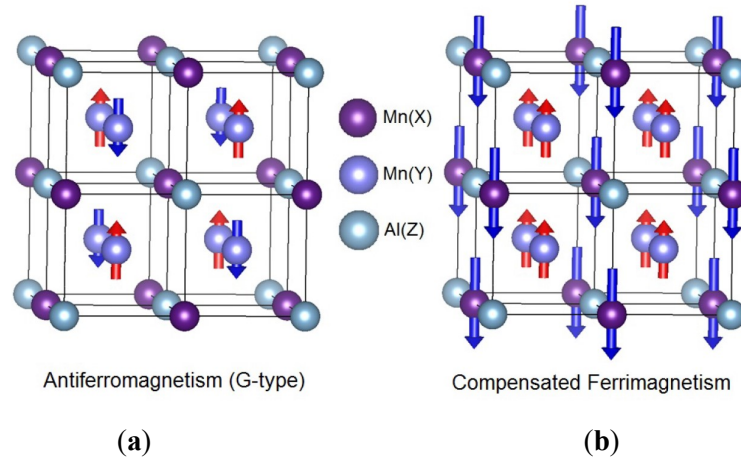 Mn(X)
Mn(Y)
Al(Z)
Antiferromagnetism (G-type)
Compensated Ferrimagnetism
(a)
(b)